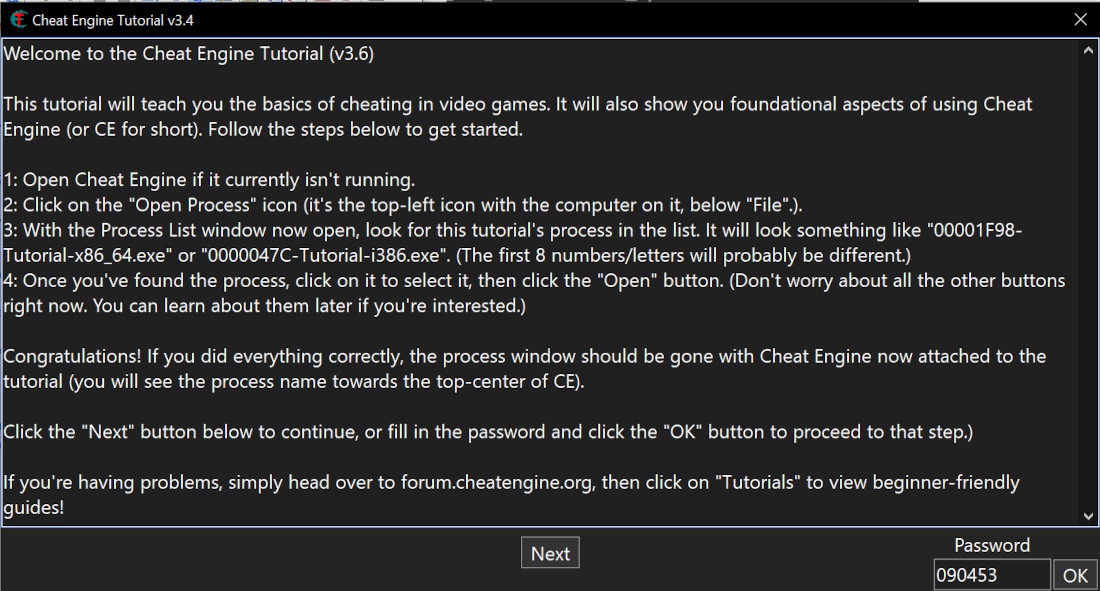 Cheat Engine Tutorial v3.4
Welcome to the Cheat Engine Tutorial (v3.6)
This tutorial will teach you the basics of cheating in video games. It will also show you foundational aspects of using Cheat
Engine (or CE for short). Follow the steps below to get started.
1: Open Cheat Engine if it currently isn't running.
2: Click on the "Open Process" icon (it's the top-left icon with the computer on it, below "File".).
3: With the Process List window now open, look for this tutorial's process in the list. It will look something like "00001F98-
Tutorial-x86_64.exe" or "0000047C-Tutorial-i386.exe". (The first 8 numbers/letters will probably be different.)
4: Once you've found the process, click on it to select it, then click the "Open" button. (Don't worry about all the other buttons
right now. You can learn about them later if you're interested.)
Congratulations! If you did everything correctly, the process window should be gone with Cheat Engine now attached to the
tutorial (you will see the process name towards the top-center of CE).
Click the "Next" button below to continue, or fill in the password and click the "OK" button to proceed to that step.)
If you're having problems, simply head over to forum.cheatengine.org, then click on "Tutorials" to view beginner-friendly
guides!
Next
Password
090453
OK